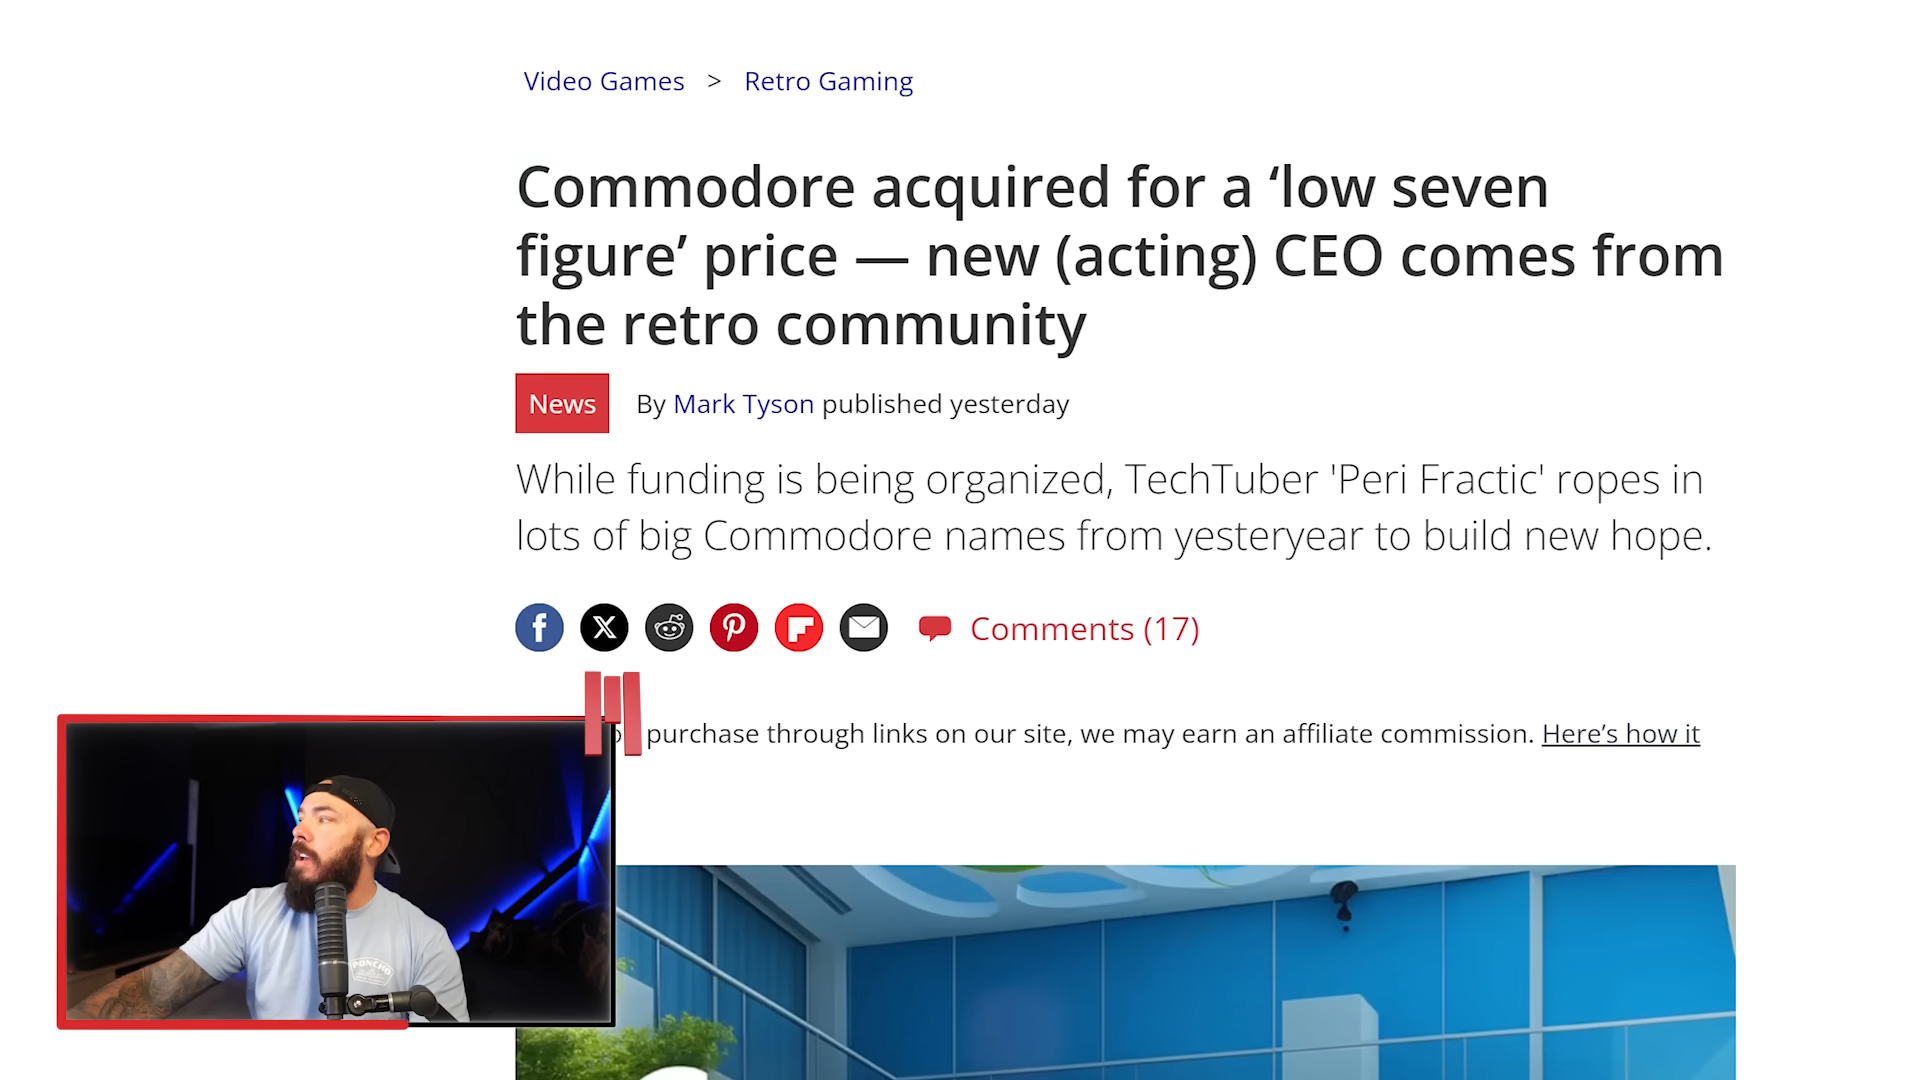 Video Games > Retro Gaming
Commodore acquired for a ‘low seven
figure’ price — new (acting) CEO comes from
the retro community
News By Mark Tyson published yesterday
While funding is being organized, TechTuber 'Peri Fractic' ropes in
lots of big Commodore names from yesteryear to build new hope.
Comments (17)
purchase through links on our site, we may earn an affiliate commission. Here’s how it
PONCHO